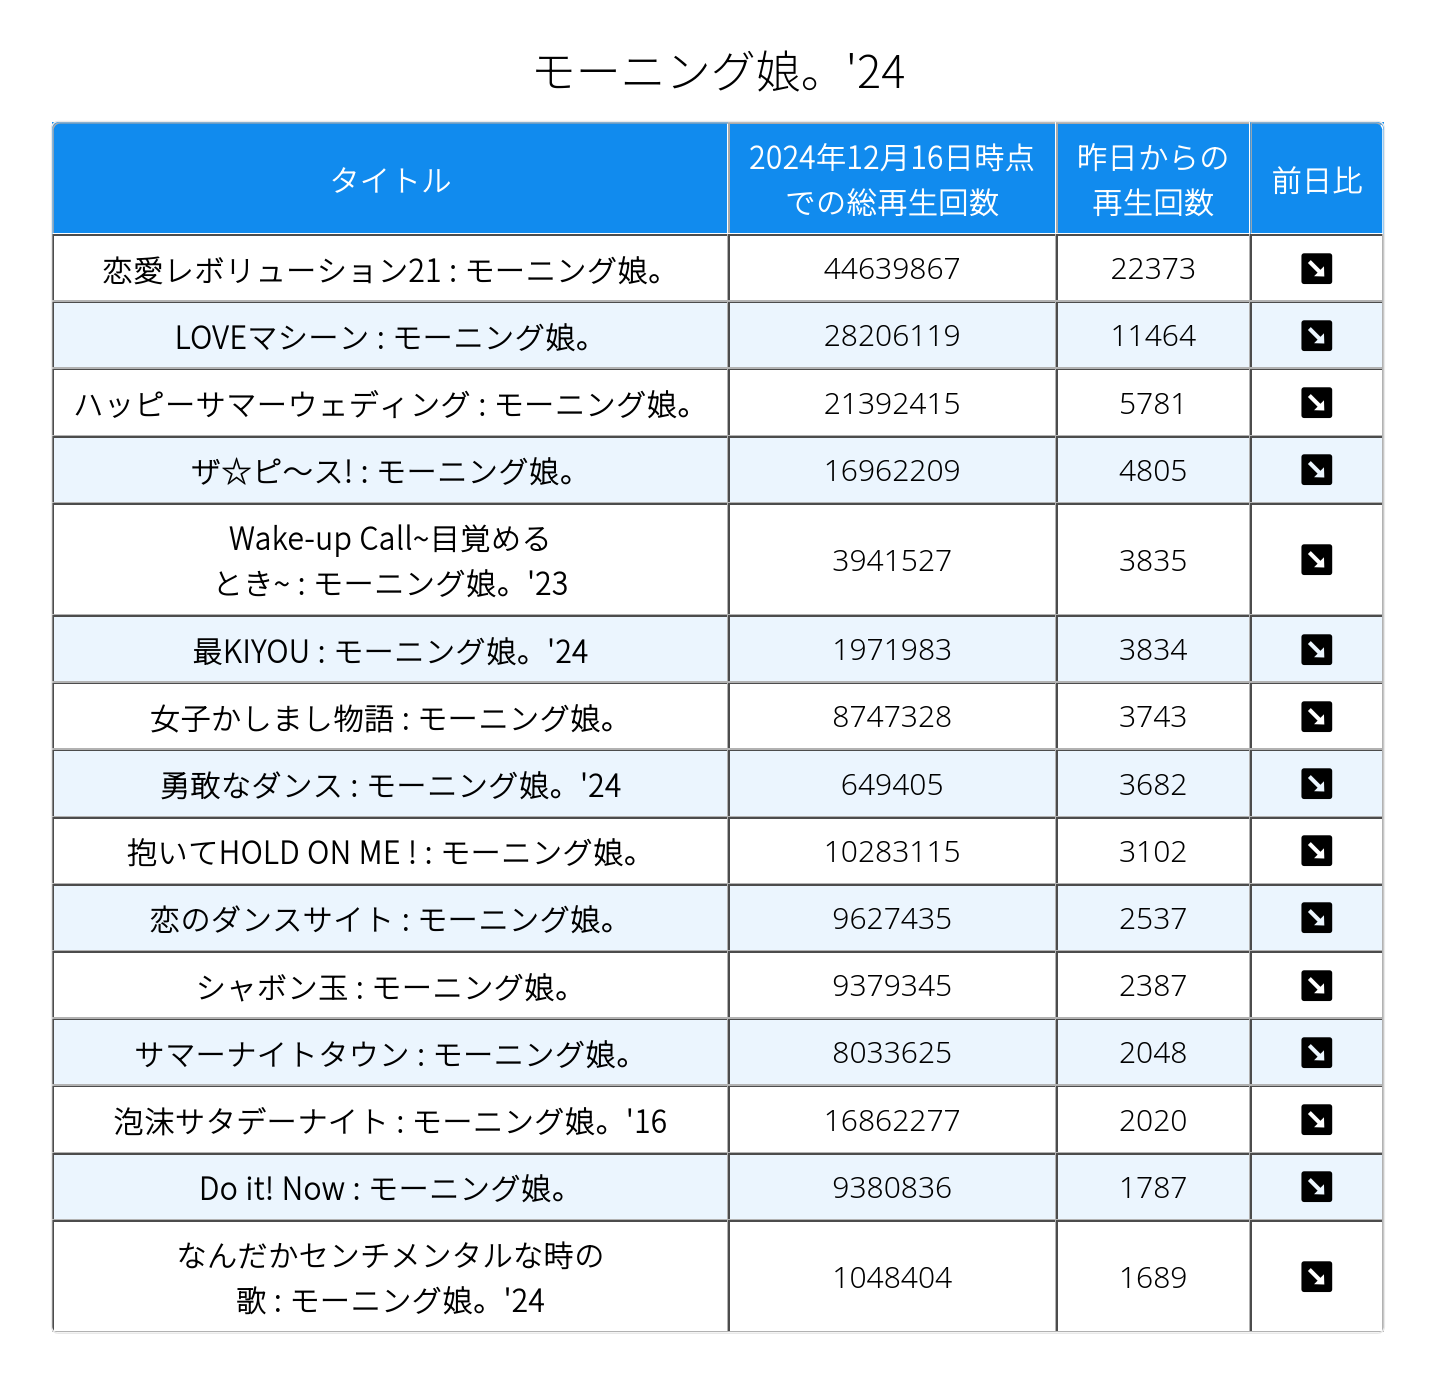 モーニング娘。'24
タイトル
2024年12月16日時点
での総再生回数
昨日からの
再生回数
前日比
恋愛レボリューション21 : モーニング娘。 44639867 22373
LOVEマシーン : モーニング娘。 28206119 11464
ハッピーサマーウェディング : モーニング娘。 21392415 5781
ザ☆ピ〜ス! : モーニング娘。 16962209 4805
Wake-up Call~目覚める
とき~ : モーニング娘。'23
3941527 3835
最KIYOU : モーニング娘。'24 1971983 3834
女子かしまし物語 : モーニング娘。 8747328 3743
勇敢なダンス : モーニング娘。'24 649405 3682
抱いてHOLD ON ME ! : モーニング娘。 10283115 3102
恋のダンスサイト : モーニング娘。 9627435 2537
シャボン玉 : モーニング娘。 9379345 2387
サマーナイトタウン : モーニング娘。 8033625 2048
泡沫サタデーナイト : モーニング娘。'16 16862277 2020
Do it! Now : モーニング娘。 9380836 1787
なんだかセンチメンタルな時の
歌 : モーニング娘。'24
1048404 1689